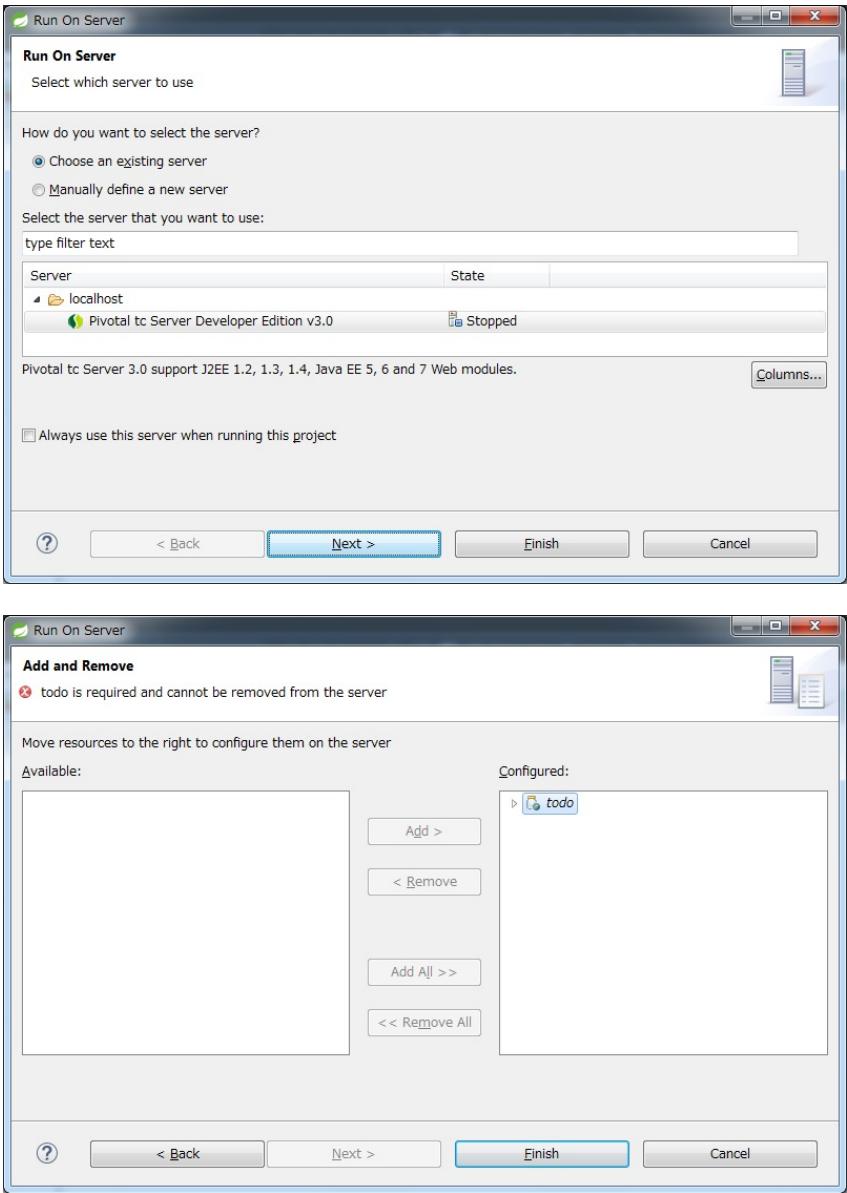 Run On Server
Run On Server
Select which server to use
How do you want to select the server?
Choose an existing server
Manually define a new server
Select the server that you want to use:
type filter text
Server State
localhost
Pivotal tc Server Developer Edition v3.0 Stopped
Pivotal tc Server 3.0 support J2EE 1.2, 1.3, 1.4, Java EE 5, 6 and 7 Web modules.
Columns...
Always use this server when running this project
< Back Next > Finish Cancel
Run On Server
Add and Remove
todo is required and cannot be removed from the server
Move resources to the right to configure them on the server
Available: Configured:
todo
Add >
< Remove
Add All >>
<< Remove All
< Back Next > Finish Cancel